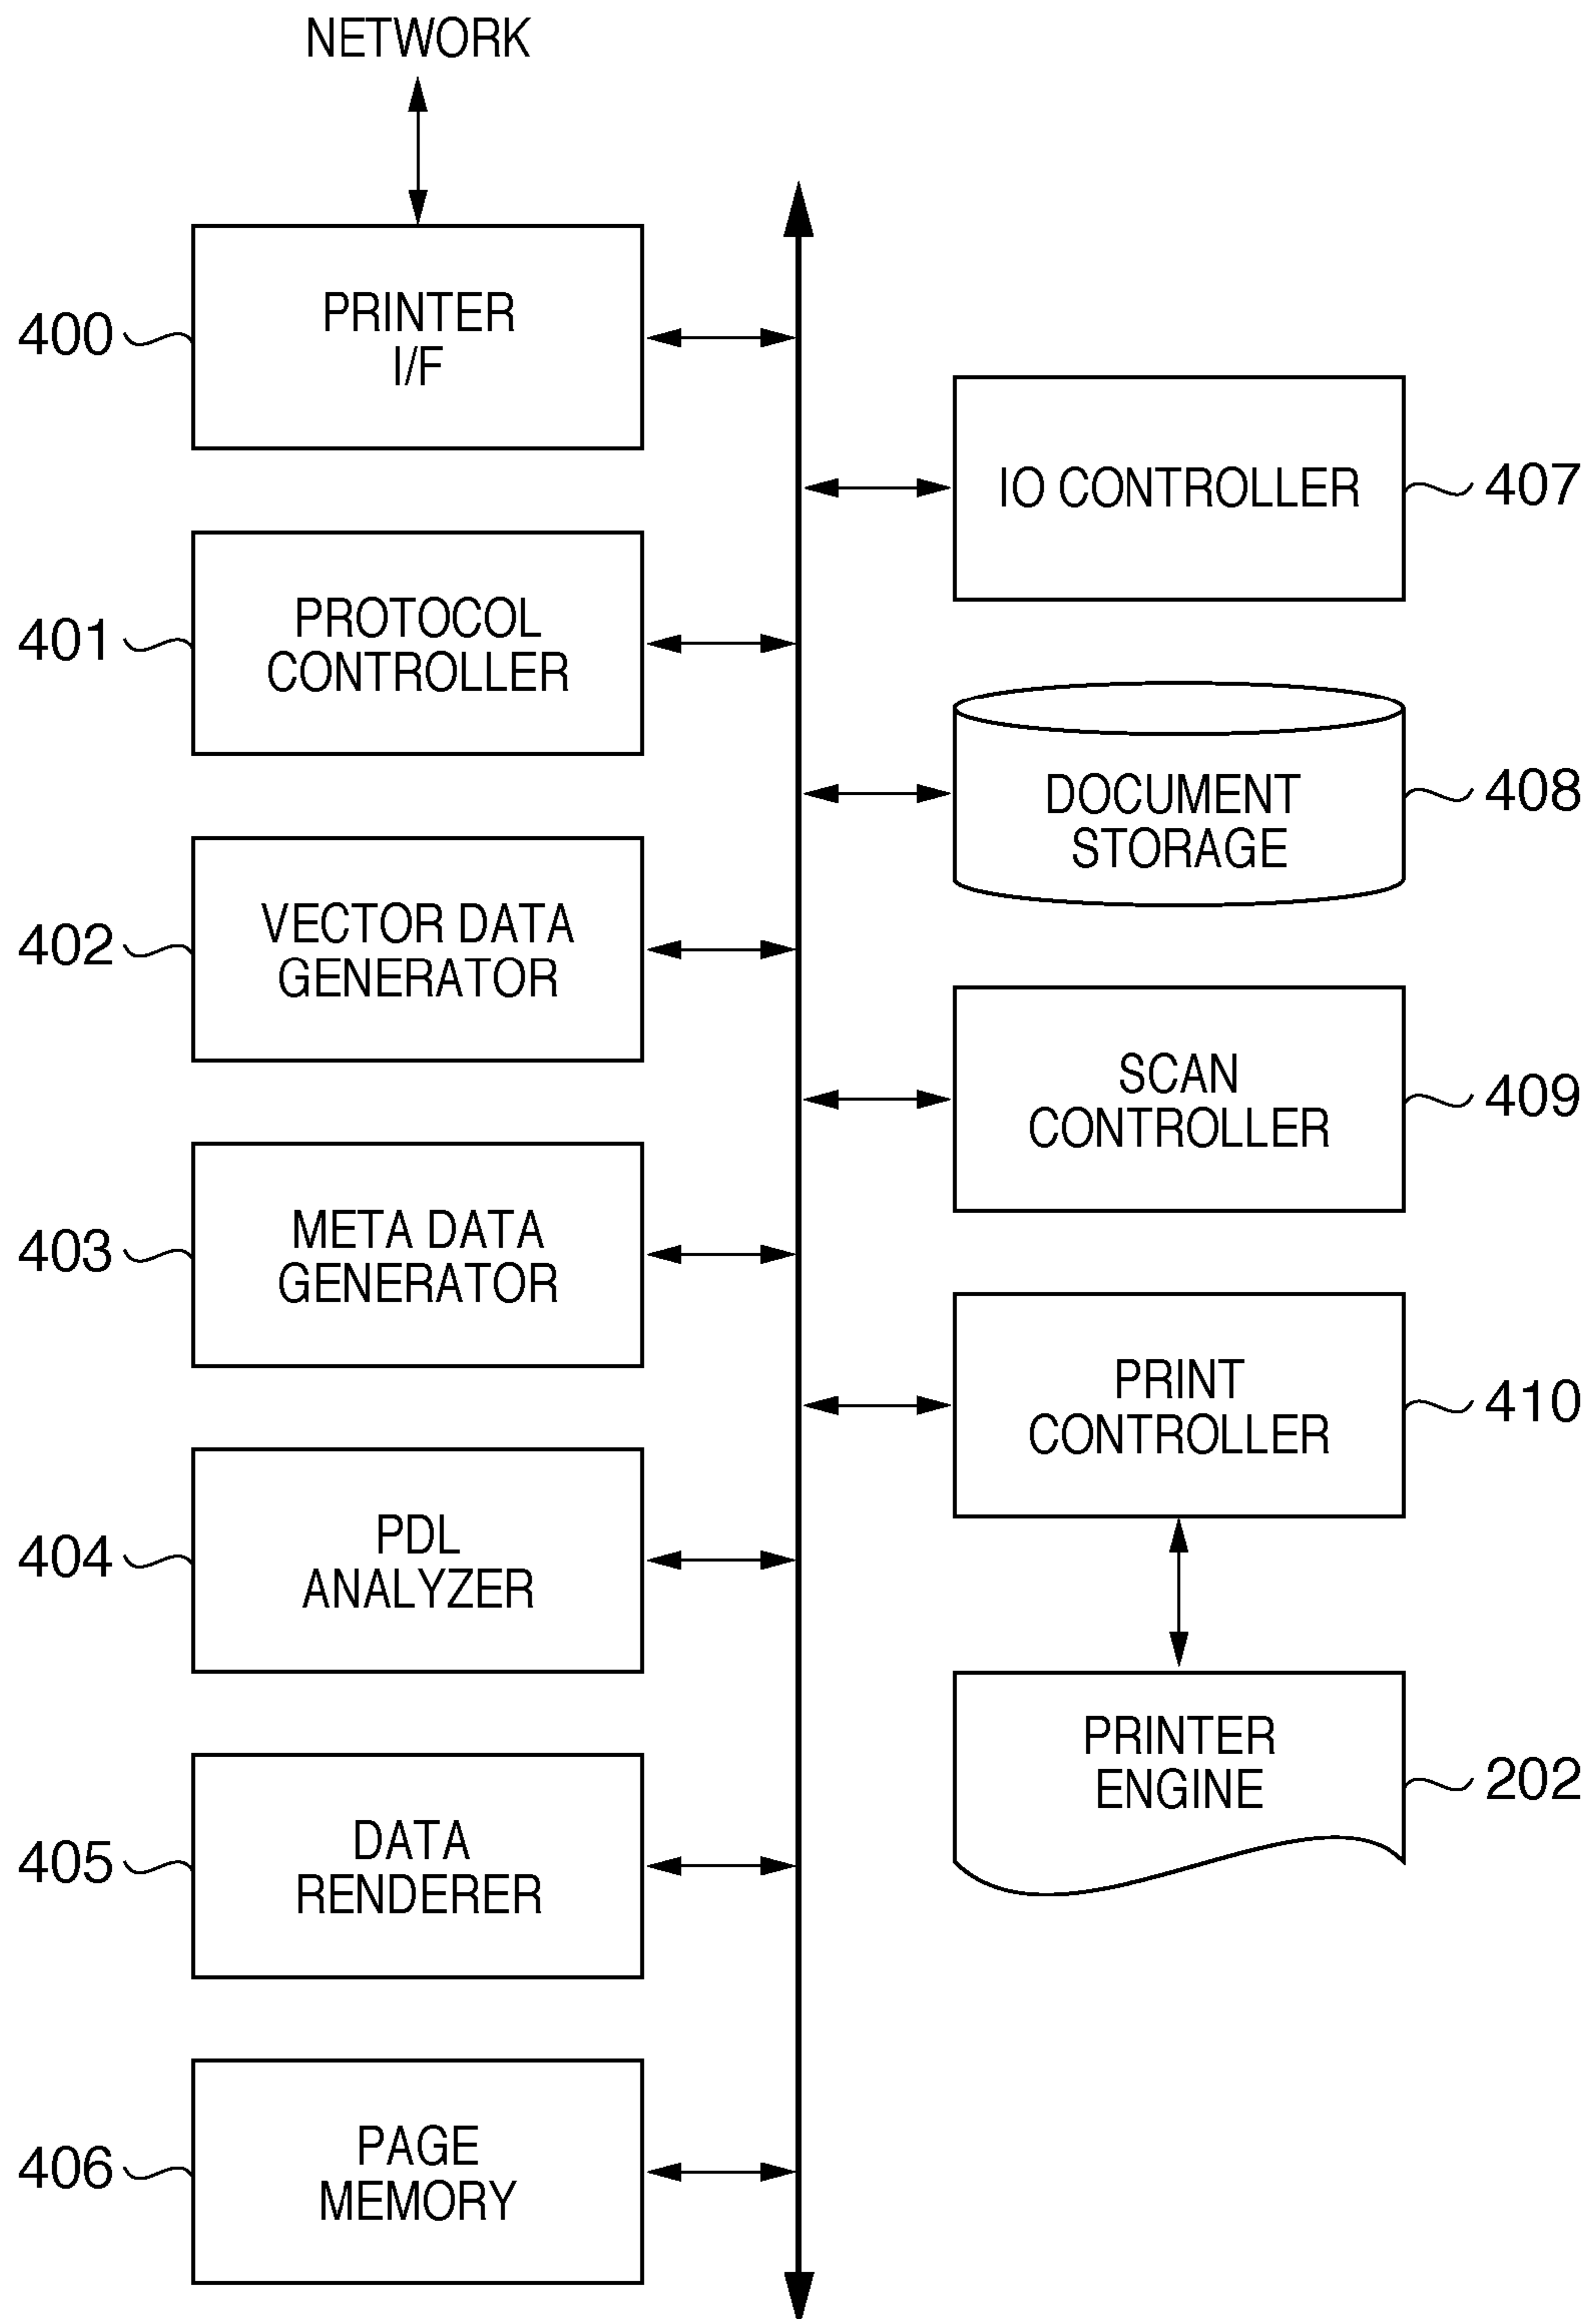 NETWORK
400
PRINTER
I/F
401
PROTOCOL
CONTROLLER
402
VECTOR DATA
GENERATOR
403
META DATA
GENERATOR
404
PDL
ANALYZER
405
DATA
RENDERER
406
PAGE
MEMORY
IO CONTROLLER
407
DOCUMENT
STORAGE
408
SCAN
CONTROLLER
409
PRINT
CONTROLLER
410
PRINTER
ENGINE
202